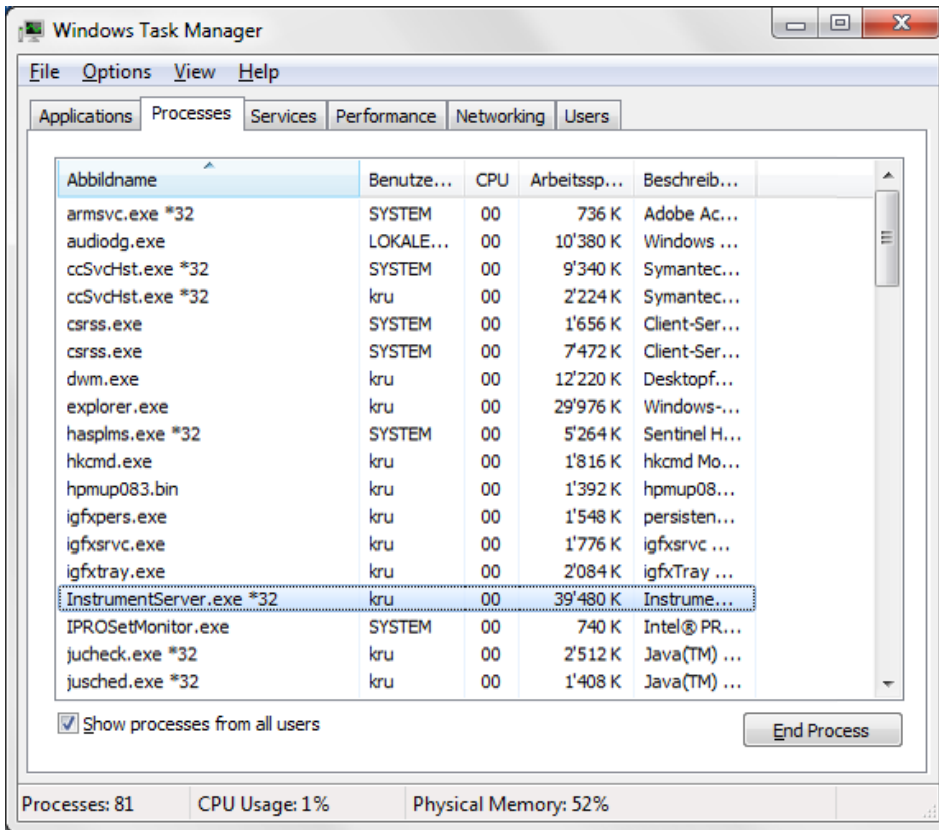 Windows Task Manager
File Options View Help
Applications Processes Services Performance Networking Users
Abbildname Benutze... CPU Arbeitssp... Beschreib...
armsvc.exe *32 SYSTEM 00 736 K Adobe Ac...
audiodg.exe LOKALE... 00 10'380 K Windows ...
ccSvcHst.exe *32 SYSTEM 00 9'340 K Symantec...
ccSvcHst.exe *32 kru 00 2'224 K Symantec...
csrss.exe SYSTEM 00 1'656 K Client-Ser...
csrss.exe SYSTEM 00 7'472 K Client-Ser...
dwm.exe kru 00 12'220 K Desktopf...
explorer.exe kru 00 29'976 K Windows-...
hasplms.exe *32 SYSTEM 00 5'264 K Sentinel H...
hkcmd.exe kru 00 1'816 K hkcmd Mo...
hpmup083.bin kru 00 1'392 K hpmup08...
igfxpers.exe kru 00 1'548 K persisten...
igfxsrvc.exe kru 00 1'776 K igfxsrvc ...
igfxtray.exe kru 00 2'084 K igfxTray ...
InstrumentServer.exe *32 kru 00 39'480 K Instrume...
IPROSetMonitor.exe SYSTEM 00 740 K Intel® PR...
jucheck.exe *32 kru 00 2'512 K Java(TM) ...
jusched.exe *32 kru 00 1'408 K Java(TM) ...
Show processes from all users
End Process
Processes: 81 CPU Usage: 1% Physical Memory: 52%